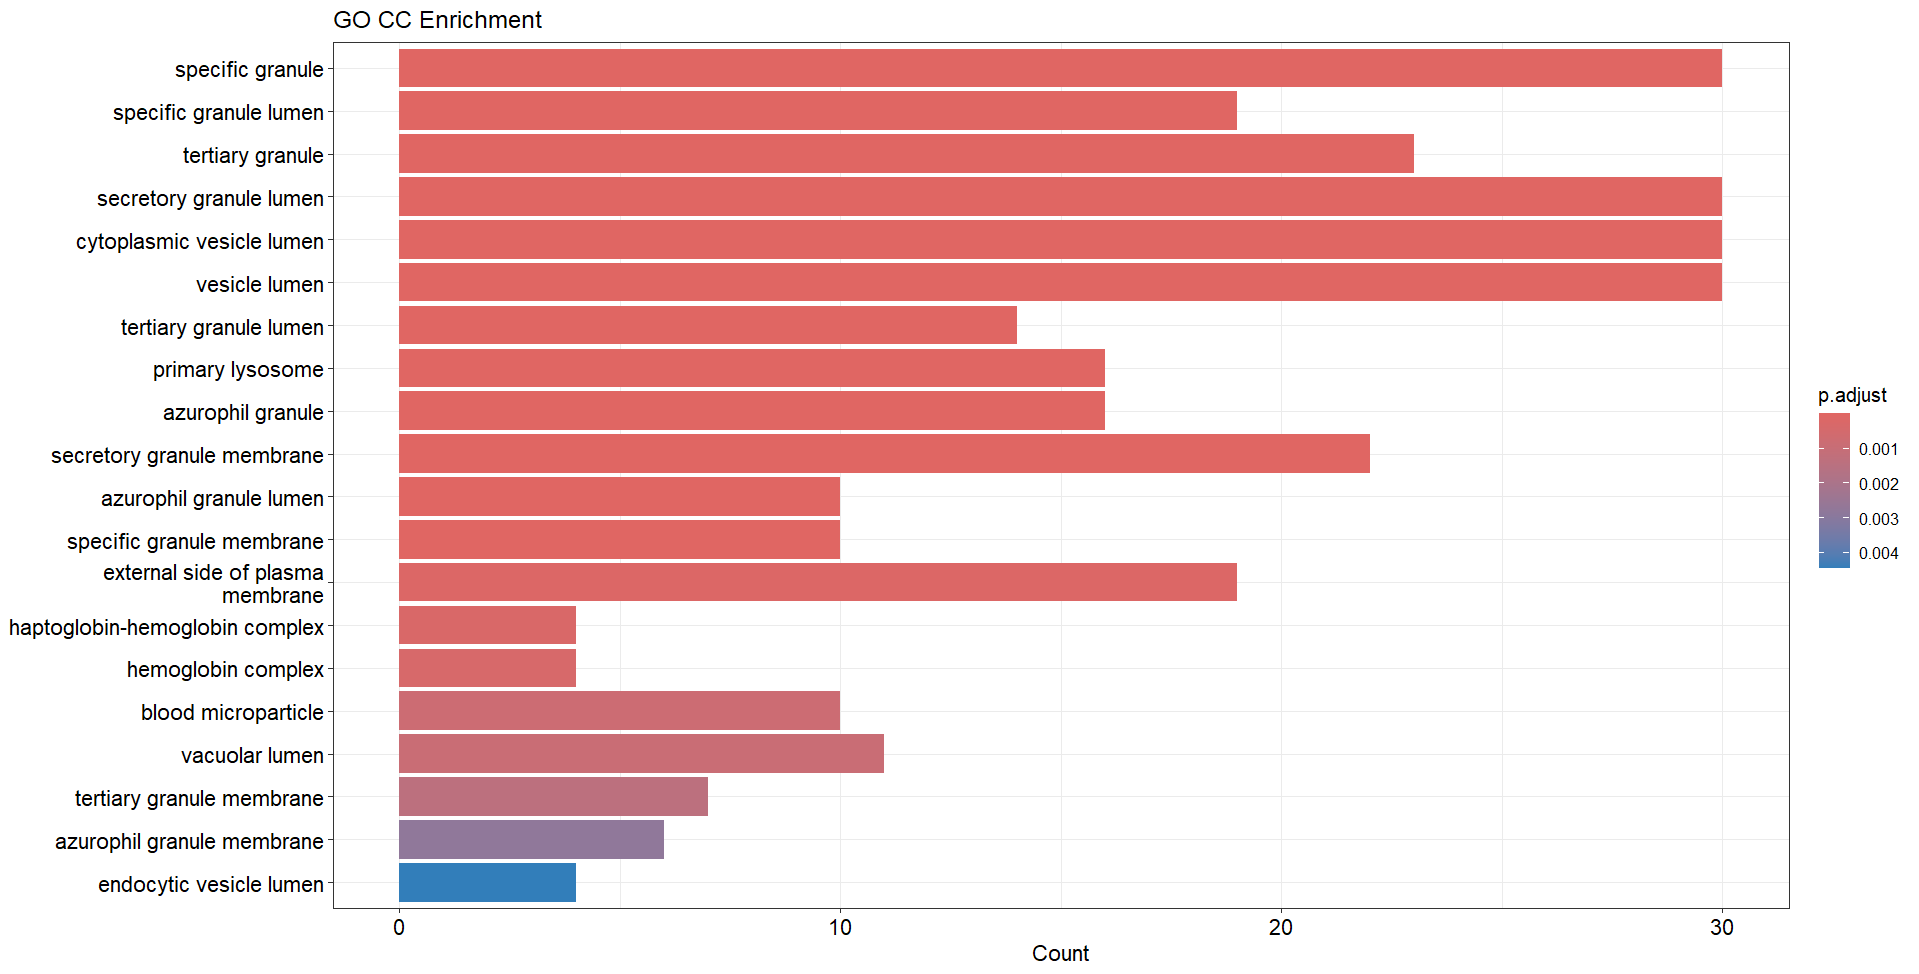 GO CC Enrichment
specific granule
specific granule lumen
tertiary granule
secretory granule lumen
cytoplasmic vesicle lumen
vesicle lumen
tertiary granule lumen
primary lysosome
azurophil granule
secretory granule membrane
azurophil granule lumen
specific granule membrane
external side of plasma
membrane
haptoglobin-hemoglobin complex
hemoglobin complex
blood microparticle
vacuolar lumen
tertiary granule membrane
azurophil granule membrane
endocytic vesicle lumen
0 10 20 30
Count
p.adjust
0.001
0.002
0.003
0.004